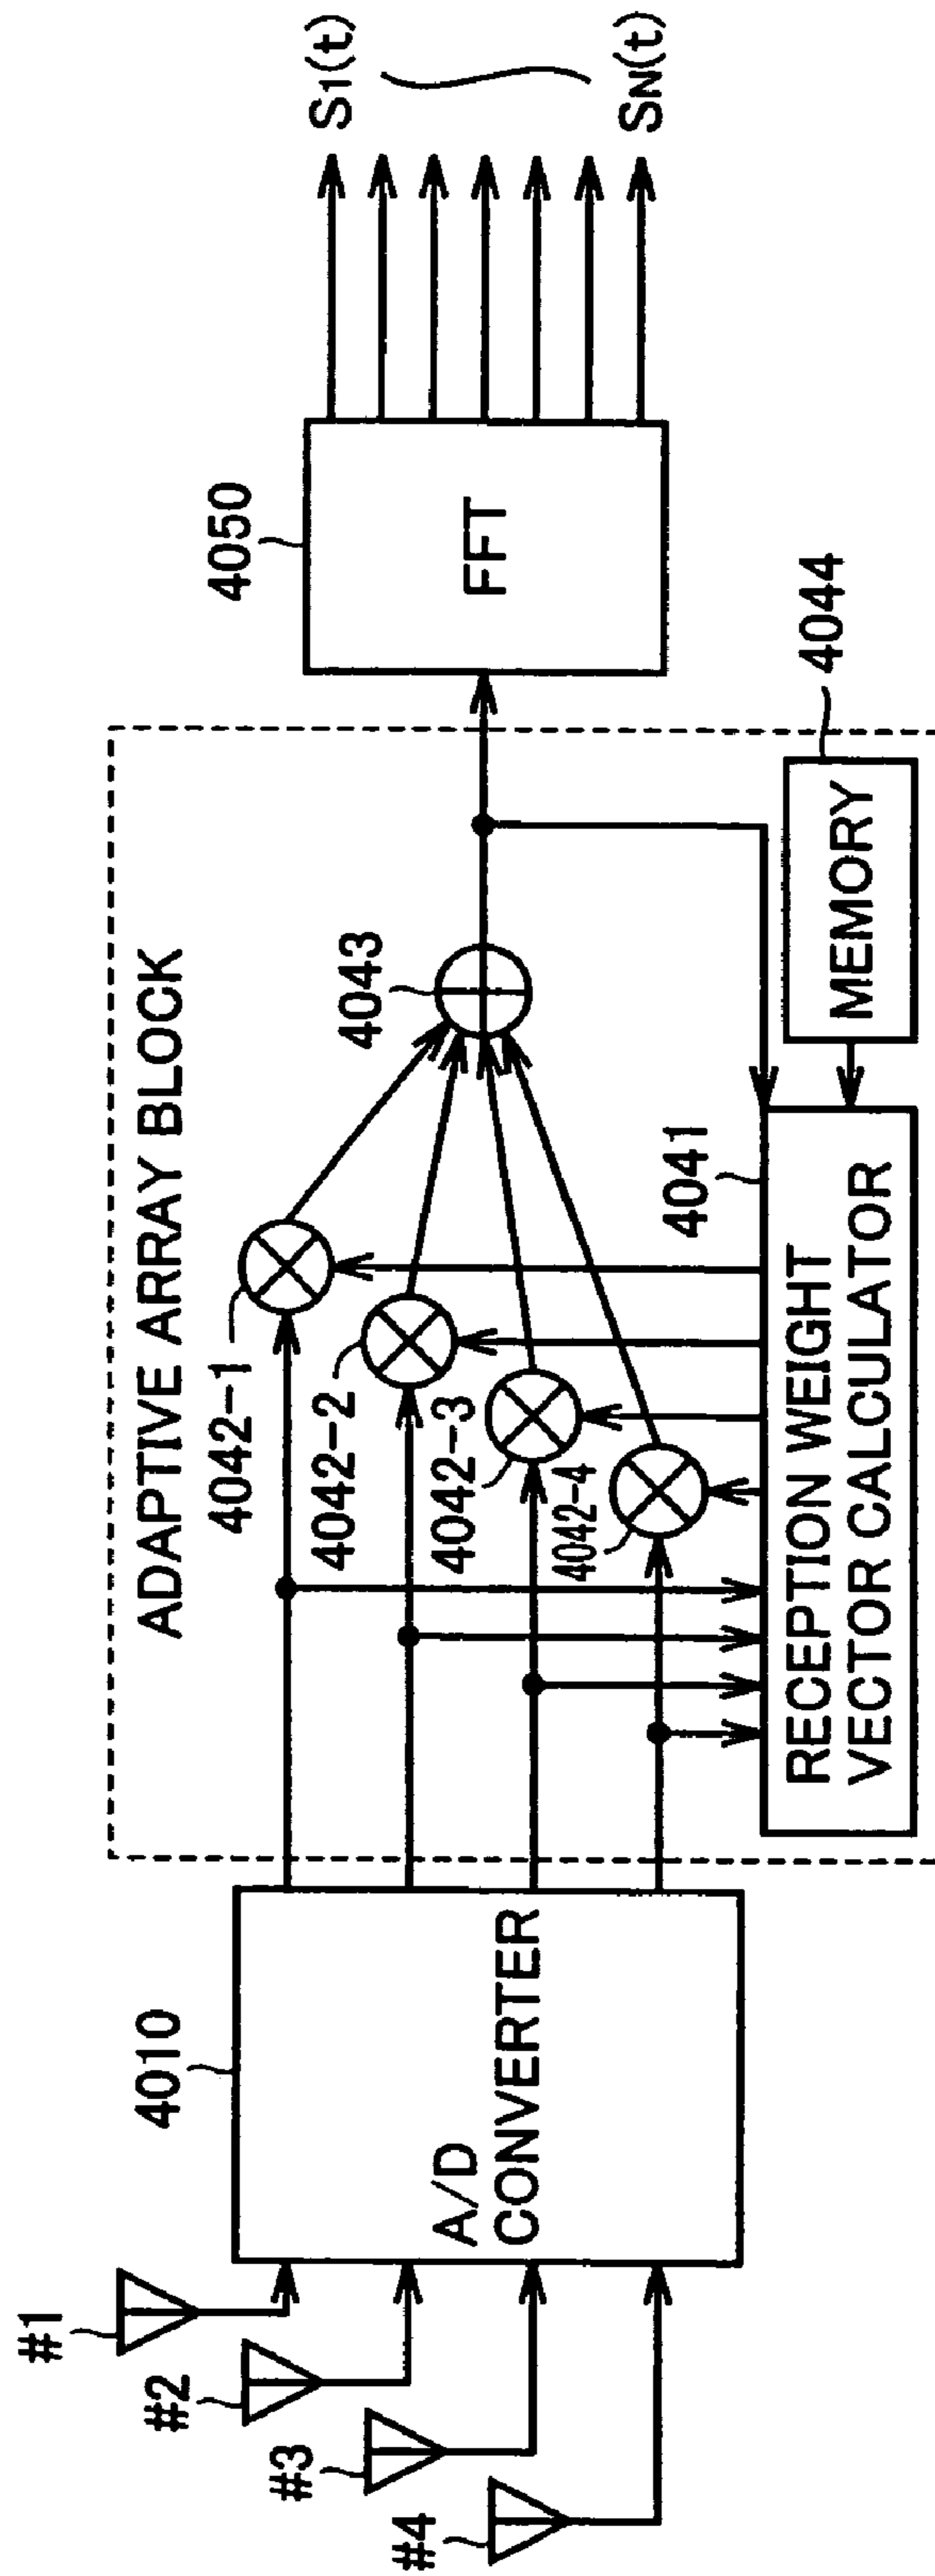 #1
#2
#3
#4
4010
A/D
CONVERTER
ADAPTIVE ARRAY BLOCK
4042-1
4042-2
4042-3
4042-4
4043
4041
RECEPTION WEIGHT
VECTOR CALCULATOR
MEMORY
4044
4050
FFT
S1(t)
SN(t)